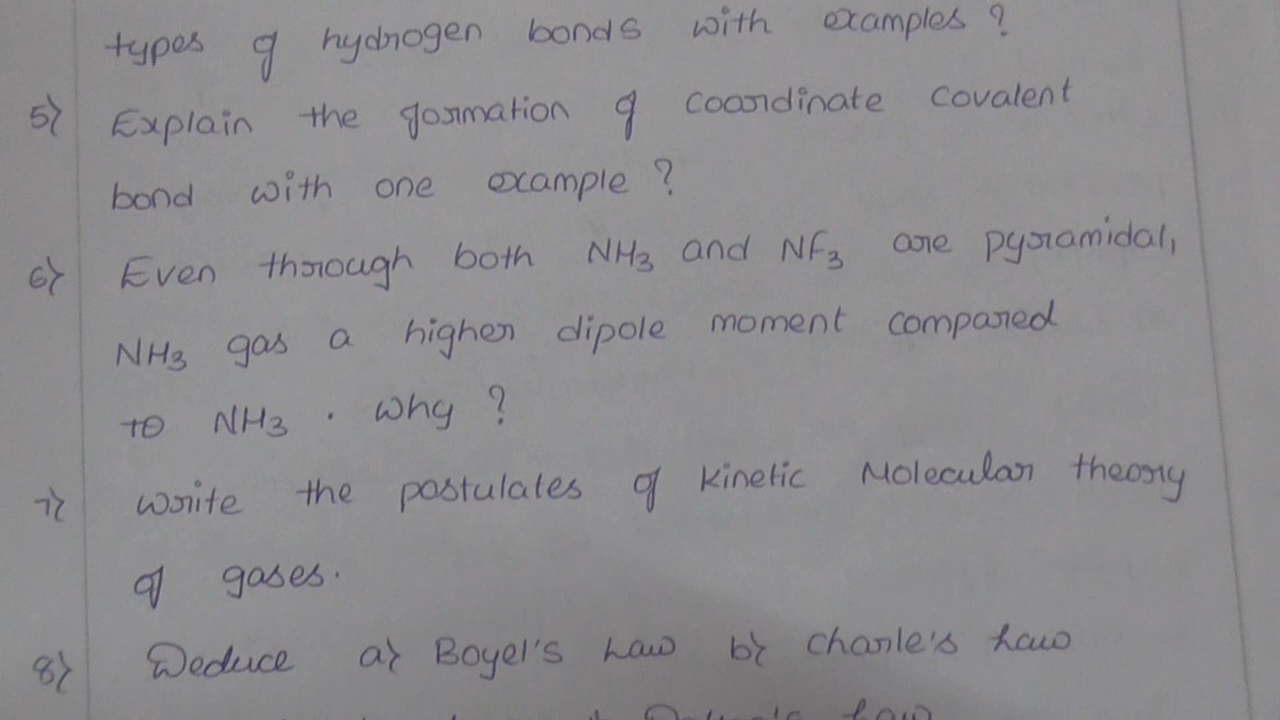 types of hydrogen bonds with examples ?
5) Explain the formation of coordinate covalent
bond with one example ?
6) Even through both NH3 and NF3 are pyramidal,
NH3 gas a higher dipole moment compared
to NH3 . Why ?
7) write the postulates of kinetic Molecular theory
of gases.
8) Deduce a) Boyel's Law b) charle's Law
Law